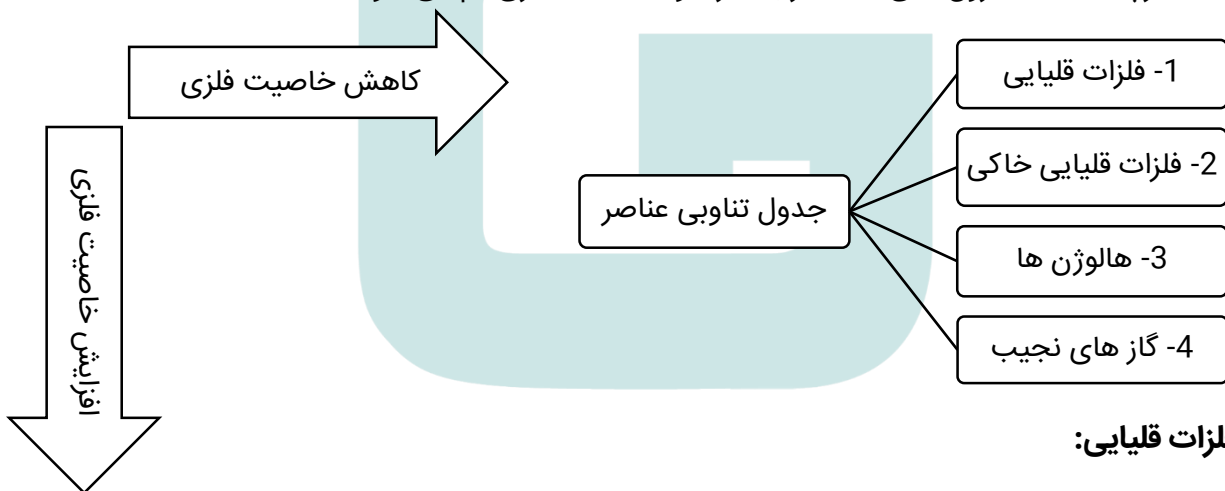 کاهش خاصیت فلزی
افزایش خاصیت فلزی
جدول تناوبی عناصر
1- فلزات قلیایی
2- فلزات قلیایی خاکی
3- هالوژن ها
4- گاز های نجیب
قلیایی: